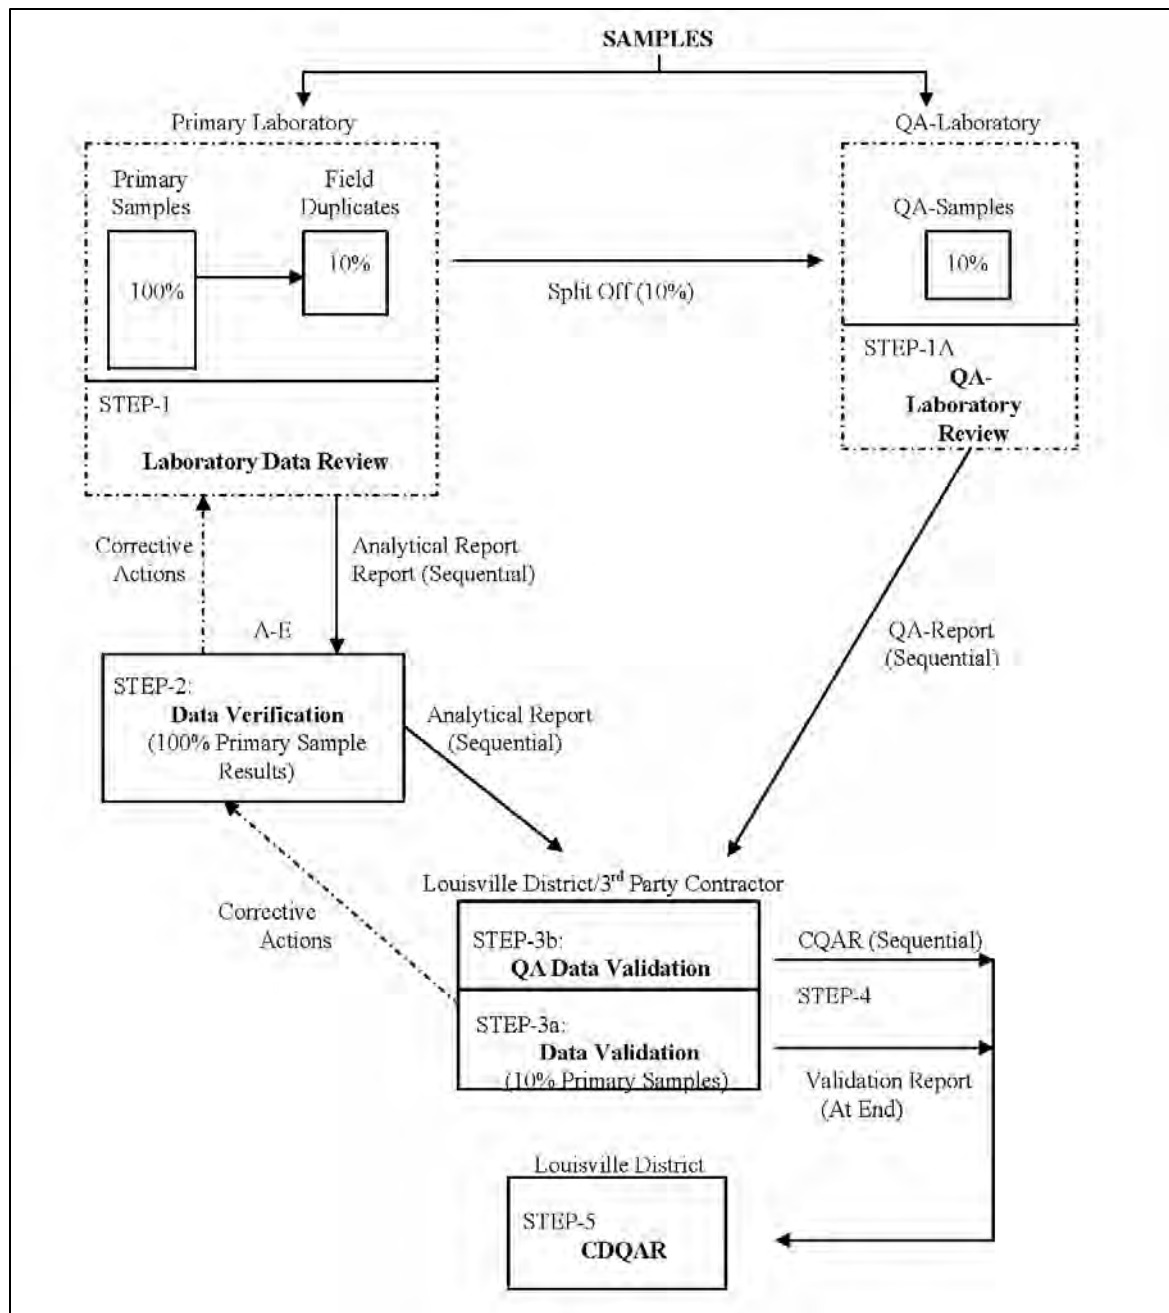 SAMPLES
Primary Laboratory
QA-Laboratory
Primary
Samples
Field
Duplicates
QA-Samples
100%
10%
10%
Split Off (10%)
STEP-1
Laboratory Data Review
STEP-1A
QA-
Laboratory
Review
Corrective
Actions
Analytical Report
Report (Sequential)
A-E
QA-Report
(Sequential)
STEP-2:
Data Verification
(100% Primary Sample
Results)
Analytical Report
(Sequential)
Corrective
Actions
Louisville District/3rd Party Contractor
STEP-3b:
QA Data Validation
STEP-3a:
Data Validation
(10% Primary Samples)
CQAR (Sequential)
STEP-4
Validation Report
(At End)
Louisville District
STEP-5
CDQAR